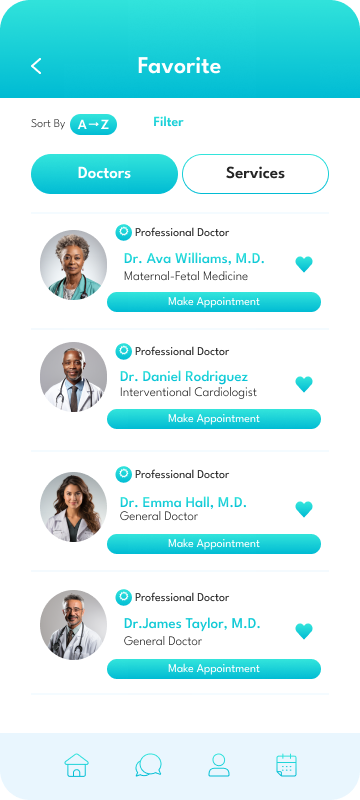 Favorite
Sort By A→Z Filter
Doctors Services
Professional Doctor
Dr. Ava Williams, M.D.
Maternal-Fetal Medicine
Make Appointment
Professional Doctor
Dr. Daniel Rodriguez
Interventional Cardiologist
Make Appointment
Professional Doctor
Dr. Emma Hall, M.D.
General Doctor
Make Appointment
Professional Doctor
Dr.James Taylor, M.D.
General Doctor
Make Appointment